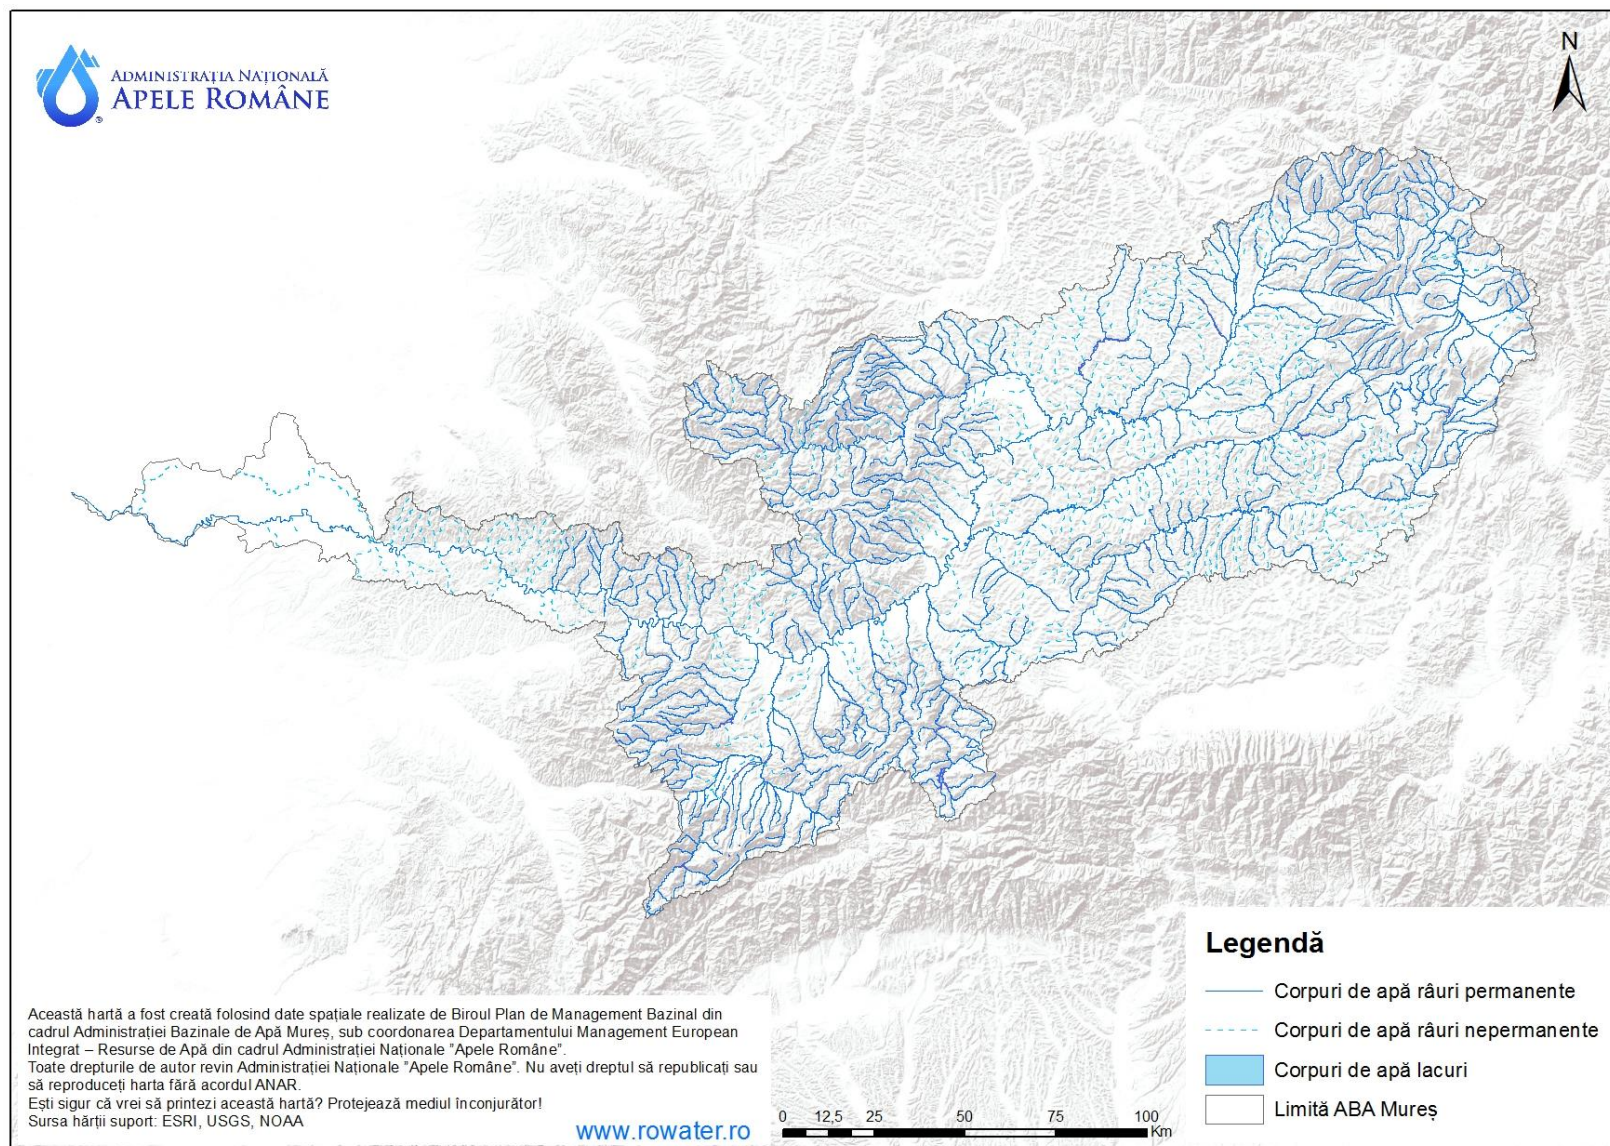 ADMINISTRAȚIA NAȚIONALĂ
APELE ROMÂNE
®
N
Legendă
Corpuri de apă râuri permanente
Corpuri de apă râuri nepermanente
Corpuri de apă lacuri
Limită ABA Mureș
Această hartă a fost creată folosind date spațiale realizate de Biroul Plan de Management Bazinal din
cadrul Administrației Bazinale de Apă Mureș, sub coordonarea Departamentului Management European
Integrat – Resurse de Apă din cadrul Administrației Naționale "Apele Române".
Toate drepturile de autor revin Administrației Naționale "Apele Române". Nu aveți dreptul să republicați sau
să reproduceți harta fără acordul ANAR.
Ești sigur că vrei să printezi această hartă? Protejează mediul înconjurător!
Sursa hărții suport: ESRI, USGS, NOAA
www.rowater.ro
0 12,5 25 50 75 100
Km